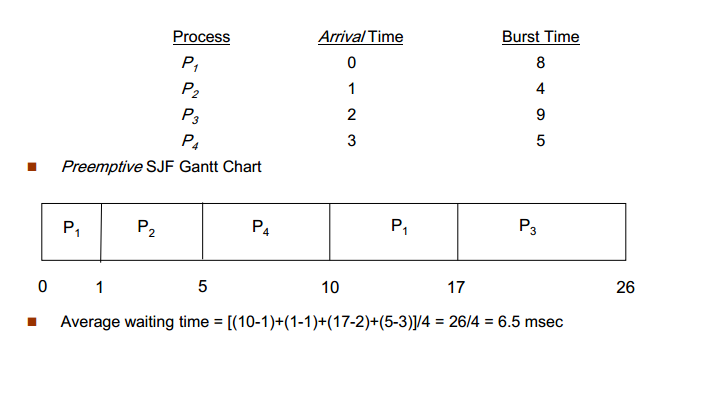 Process Arrival Time Burst Time
P1 0 8
P2 1 4
P3 2 9
P4 3 5
Preemptive SJF Gantt Chart
P1 P2 P4 P1 P3
0 1 5 10 17 26
Average waiting time = [(10-1)+(1-1)+(17-2)+(5-3)]/4 = 26/4 = 6.5 msec